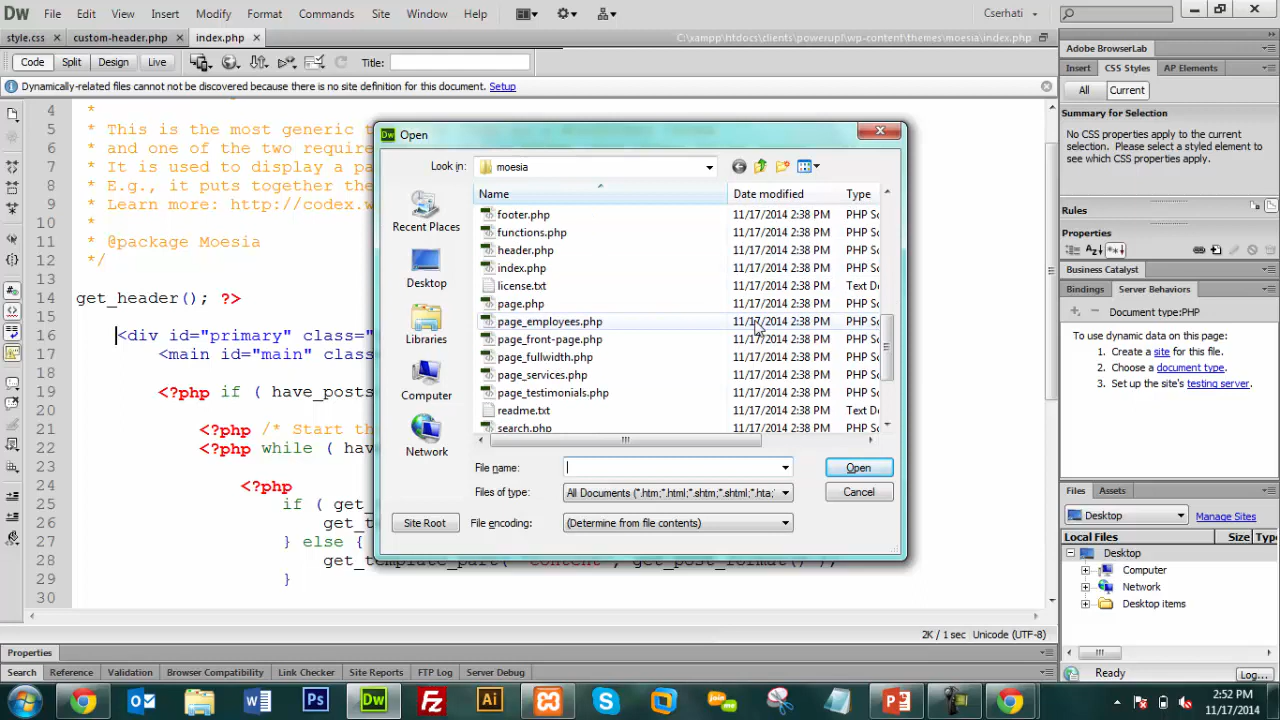 Dw File Edit View Insert Modify Format Commands Site Window Help Cserhati
style.css × custom-header.php × index.php × C:\xampp\htdocs\clients\powerupl\wp-content\themes\moesia\index.php
Code Split Design Live Title:
Dynamically-related files cannot not be discovered because there is no site definition for this document. Setup
4 *
5 * This is the most generic t
6 * and one of the two require
7 * It is used to display a pa
8 * E.g., it puts together the
9 * Learn more: http://codex.w
10 *
11 * @package Moesia
12 */
13
14 get_header(); ?>
15
16 <div id="primary" class="
17 <main id="main" class
18
19 <?php if ( have_posts
20
21 <?php /* Start th
22 <?php while ( hav
23
24 <?php
25 if ( get_
26 get_t
27 } else {
28 get_template_part( 'content', get_post_format() );
29 }
30
Dw Open
Look in: moesia
Name Date modified Type
footer.php 11/17/2014 2:38 PM PHP Sc
functions.php 11/17/2014 2:38 PM PHP Sc
header.php 11/17/2014 2:38 PM PHP Sc
index.php 11/17/2014 2:38 PM PHP Sc
license.txt 11/17/2014 2:38 PM Text D
page.php 11/17/2014 2:38 PM PHP Sc
page_employees.php 11/17/2014 2:38 PM PHP Sc
page_front-page.php 11/17/2014 2:38 PM PHP Sc
page_fullwidth.php 11/17/2014 2:38 PM PHP Sc
page_services.php 11/17/2014 2:38 PM PHP Sc
page_testimonials.php 11/17/2014 2:38 PM PHP Sc
readme.txt 11/17/2014 2:38 PM Text D
search.php 11/17/2014 2:38 PM PHP Sc
Recent Places
Desktop
Libraries
Computer
Network
File name: Open
Files of type: All Documents (*.htm;*.html;*.shtm;*.shtml;*.hta; Cancel
Site Root File encoding: (Determine from file contents)
2K / 1 sec Unicode (UTF-8)
Properties
Search Reference Validation Browser Compatibility Link Checker Site Reports FTP Log Server Debug
Adobe BrowserLab
Insert CSS Styles AP Elements
All Current
Summary for Selection
No CSS properties apply to the current
selection. Please select a styled element to
see which CSS properties apply.
Rules
Properties
Az
Business Catalyst
Bindings Server Behaviors
Document type:PHP
To use dynamic data on this page:
1. Create a site for this file.
2. Choose a document type.
3. Set up the site's testing server.
Files Assets
Desktop Manage Sites
Local Files Size Type
Desktop
Computer
Network
Desktop items
Ready Log...
Ps Dw Fz Ai
2:52 PM
11/17/2014